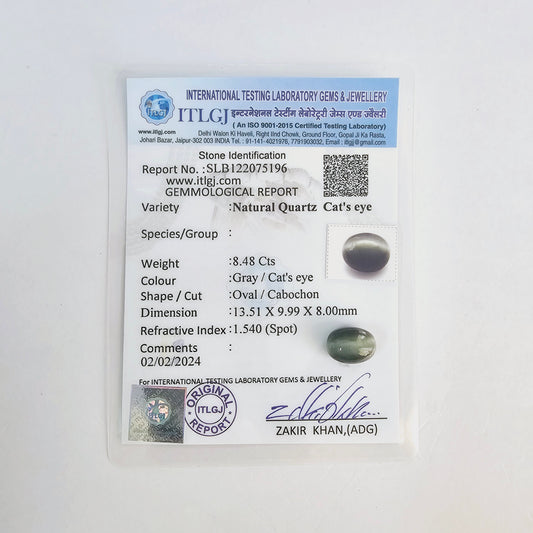 INTERNATIONAL TESTING LABORATORY GEMS & JEWELLERY
ITLGJ इन्टरनेशनल टेस्टींग सेबोरेट्री जेम्स एण्ड ज्वैलरी
( An ISO 9001-2015 Certified Testing Laboratory)
www.itlgj.com
Delhi Walon Ki Haveli, Right IInd Chowk, Ground Floor, Gopal Ji Ka Rasta,
Johari Bazar, Jaipur-302 003 INDIA Tel.: 91-141-4021976, 7791903032, Email : itlgj@gmail.com
Stone Identification
Report No. :SLB122075196
www.itlgj.com
GEMMOLOGICAL REPORT
Variety :Natural Quartz Cat's eye
Species/Group :
Weight :8.48 Cts
Colour :Gray / Cat's eye
Shape / Cut :Oval / Cabochon
Dimension :13.51 X 9.99 X 8.00mm
Refractive Index :1.540 (Spot)
Comments :
02/02/2024
For INTERNATIONAL TESTING LABORATORY GEMS & JEWELLERY
ORIGINAL
ITLGJ
REPORT
ZAKIR KHAN,(ADG)